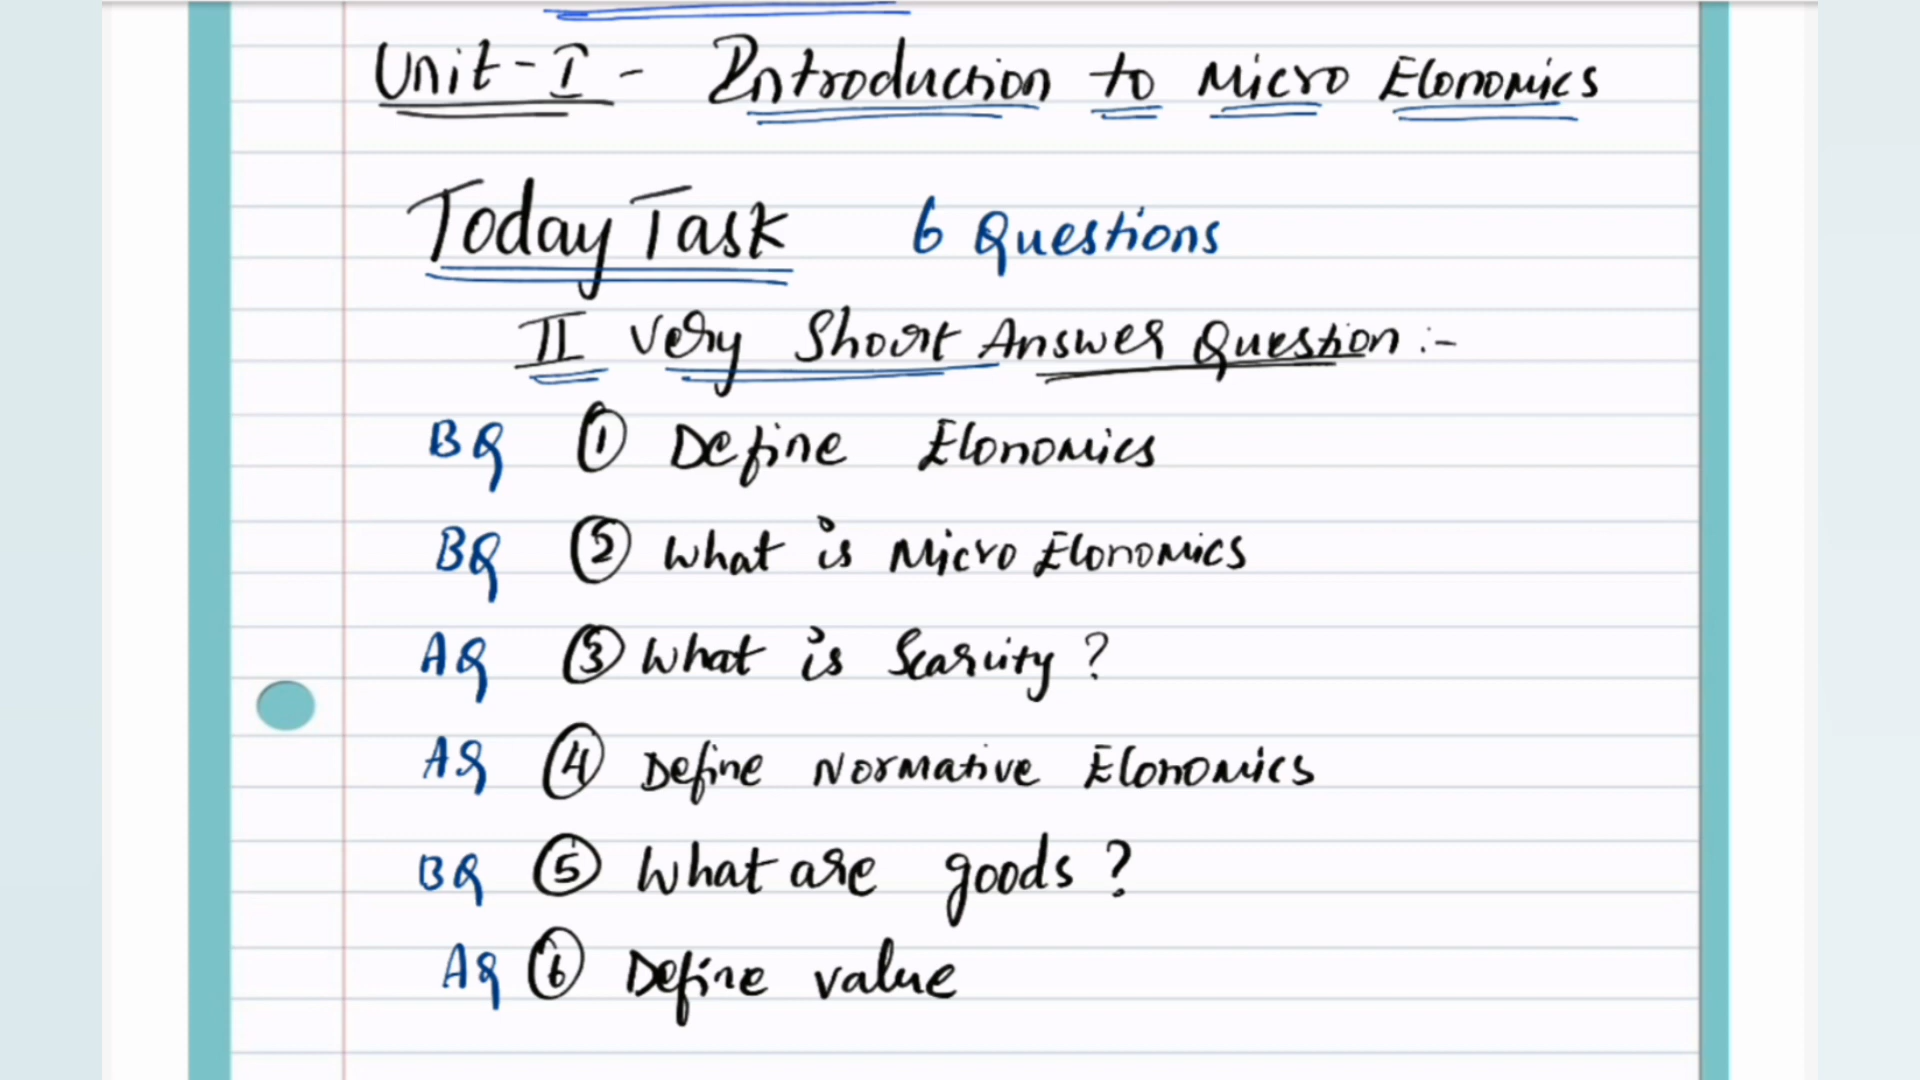 Unit - I - Introduction to Micro Economics
Today Task 6 Questions
II Very Short Answer Question :-
BQ ① Define Economics
BQ ② What is Micro Economics
AQ ③ What is Scarcity ?
AQ ④ Define Normative Economics
BQ ⑤ What are goods ?
AQ ⑥ Define value